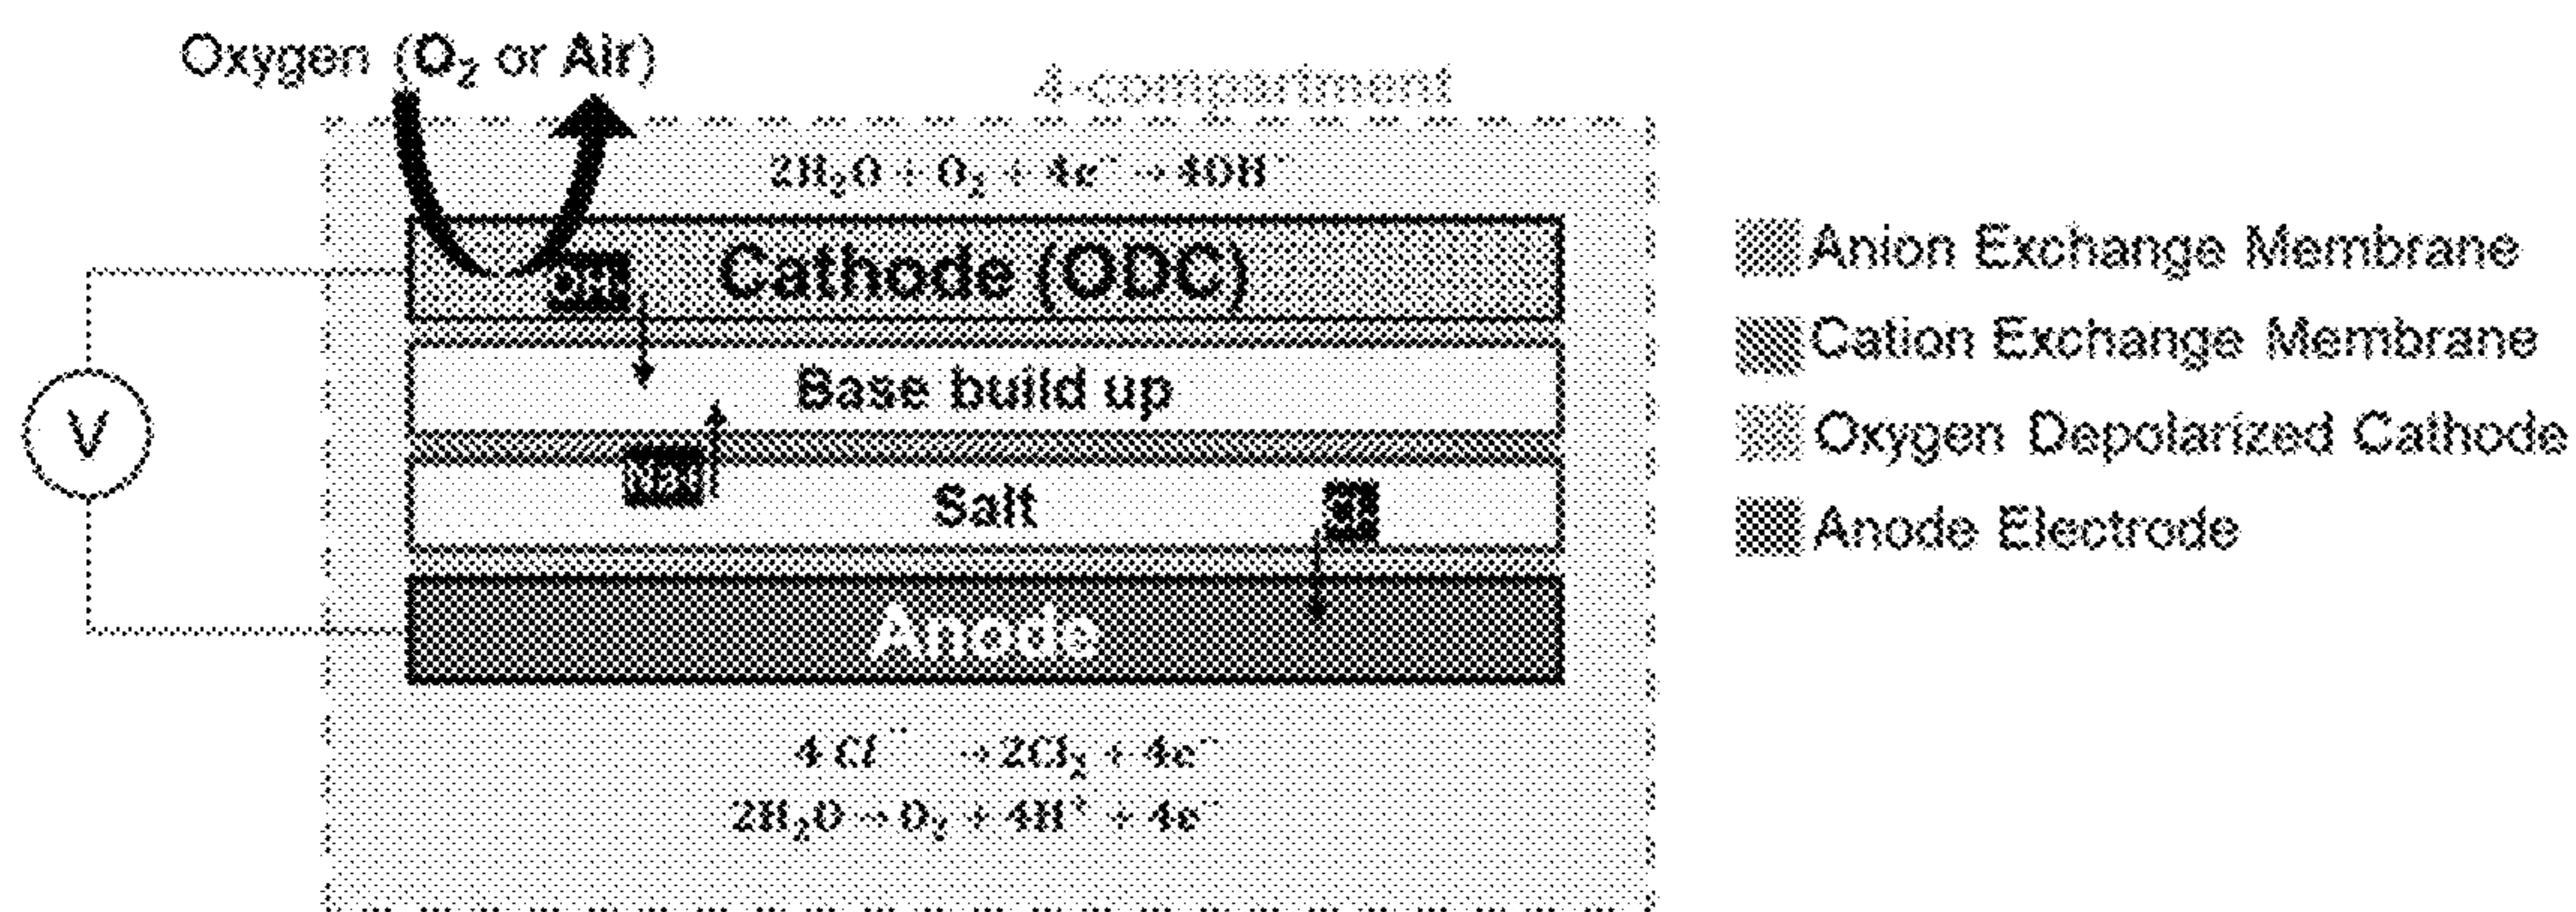 Oxygen (O₂ or Air)
4-compartment
2H₂O + O₂ + 4e⁻ → 4OH⁻
Cathode (ODC)
Base build up
V
Salt
Anode
4 Cl⁻ → 2Cl₂ + 4e⁻
2H₂O → O₂ + 4H⁺ + 4e⁻
Anion Exchange Membrane
Cation Exchange Membrane
Oxygen Depolarized Cathode
Anode Electrode